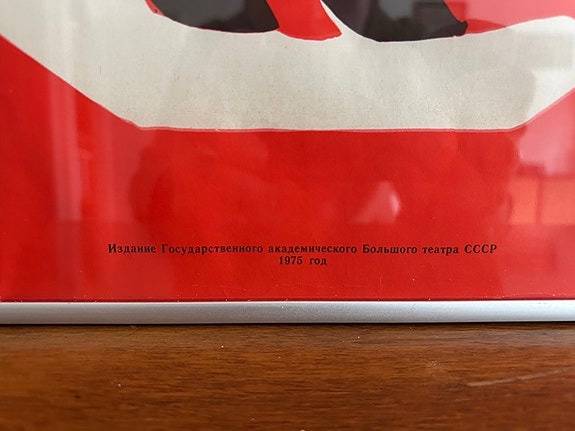 Издание Государственного академического Большого театра СССР
1975 год